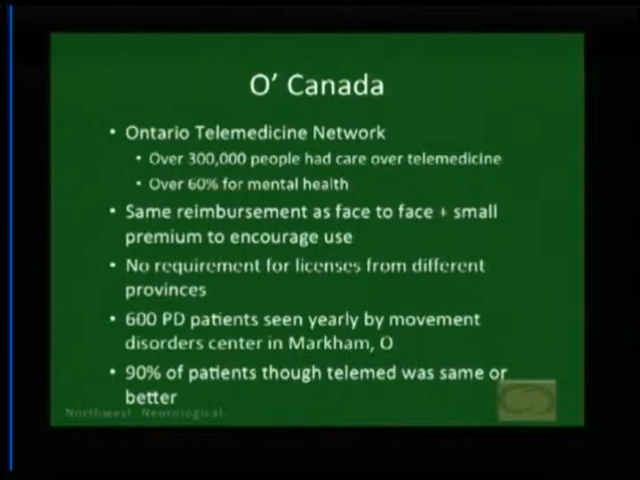 O' Canada
• Ontario Telemedicine Network
• Over 300,000 people had care over telemedicine
• Over 60% for mental health
• Same reimbursement as face to face + small
premium to encourage use
• No requirement for licenses from different
provinces
• 600 PD patients seen yearly by movement
disorders center in Markham, O
• 90% of patients though telemed was same or
better
Northwest Neurological